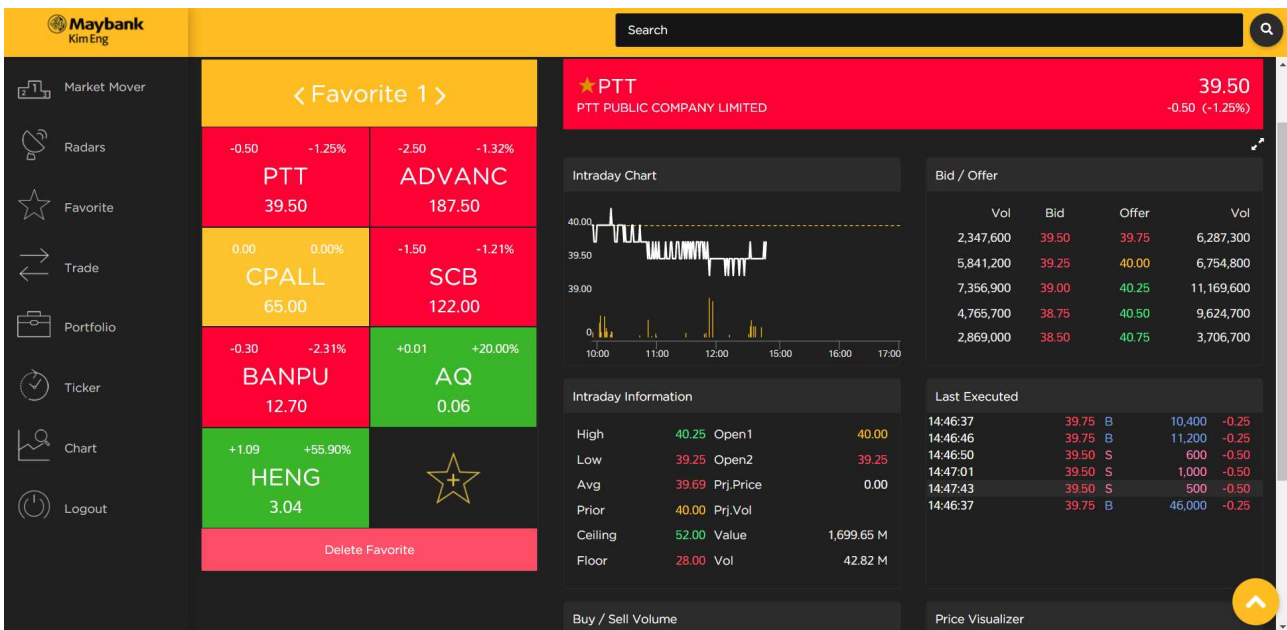 Maybank
Kim Eng
Search
Market Mover
Radars
Favorite
Trade
Portfolio
Ticker
Chart
Logout
< Favorite 1 >
-0.50 -1.25%
PTT
39.50
-2.50 -1.32%
ADVANC
187.50
0.00 0.00%
CPALL
65.00
-1.50 -1.21%
SCB
122.00
-0.30 -2.31%
BANPU
12.70
+0.01 +20.00%
AQ
0.06
+1.09 +55.90%
HENG
3.04
+
Delete Favorite
PTT 39.50
PTT PUBLIC COMPANY LIMITED -0.50 (-1.25%)
Intraday Chart
40.00
39.50
39.00
0
10:00 11:00 12:00 15:00 16:00 17:00
Bid / Offer
Vol Bid Offer Vol
2,347,600 39.50 39.75 6,287,300
5,841,200 39.25 40.00 6,754,800
7,356,900 39.00 40.25 11,169,600
4,765,700 38.75 40.50 9,624,700
2,869,000 38.50 40.75 3,706,700
Intraday Information
High 40.25 Open1 40.00
Low 39.25 Open2 39.25
Avg 39.69 Prj.Price 0.00
Prior 40.00 Prj.Vol
Ceiling 52.00 Value 1,699.65 M
Floor 28.00 Vol 42.82 M
Last Executed
14:46:37 39.75 B 10,400 -0.25
14:46:46 39.75 B 11,200 -0.25
14:46:50 39.50 S 600 -0.50
14:47:01 39.50 S 1,000 -0.50
14:47:43 39.50 S 500 -0.50
14:46:37 39.75 B 46,000 -0.25
Buy / Sell Volume
Price Visualizer